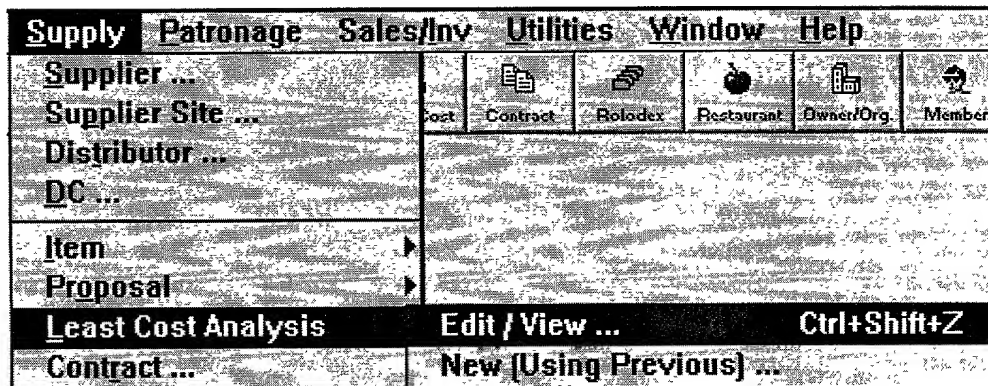 Supply Patronage Sales/Inv Utilities Window Help
Supplier ...
Supplier Site ...
Distributor ...
DC ...
Cost Contract Rolodex Restaurant Owner/Org. Member
Item
Proposal
Least Cost Analysis Edit / View ... Ctrl+Shift+Z
Contract ... New (Using Previous) ...